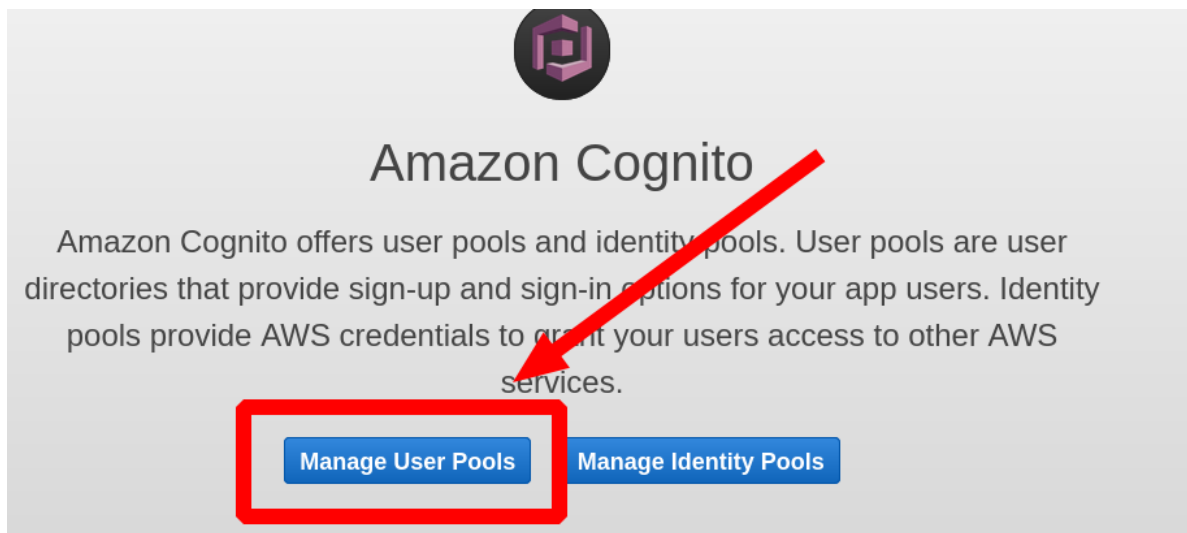 Amazon Cognito
Amazon Cognito offers user pools and identity pools. User pools are user
directories that provide sign-up and sign-in options for your app users. Identity
pools provide AWS credentials to grant your users access to other AWS
services.
Manage User Pools Manage Identity Pools